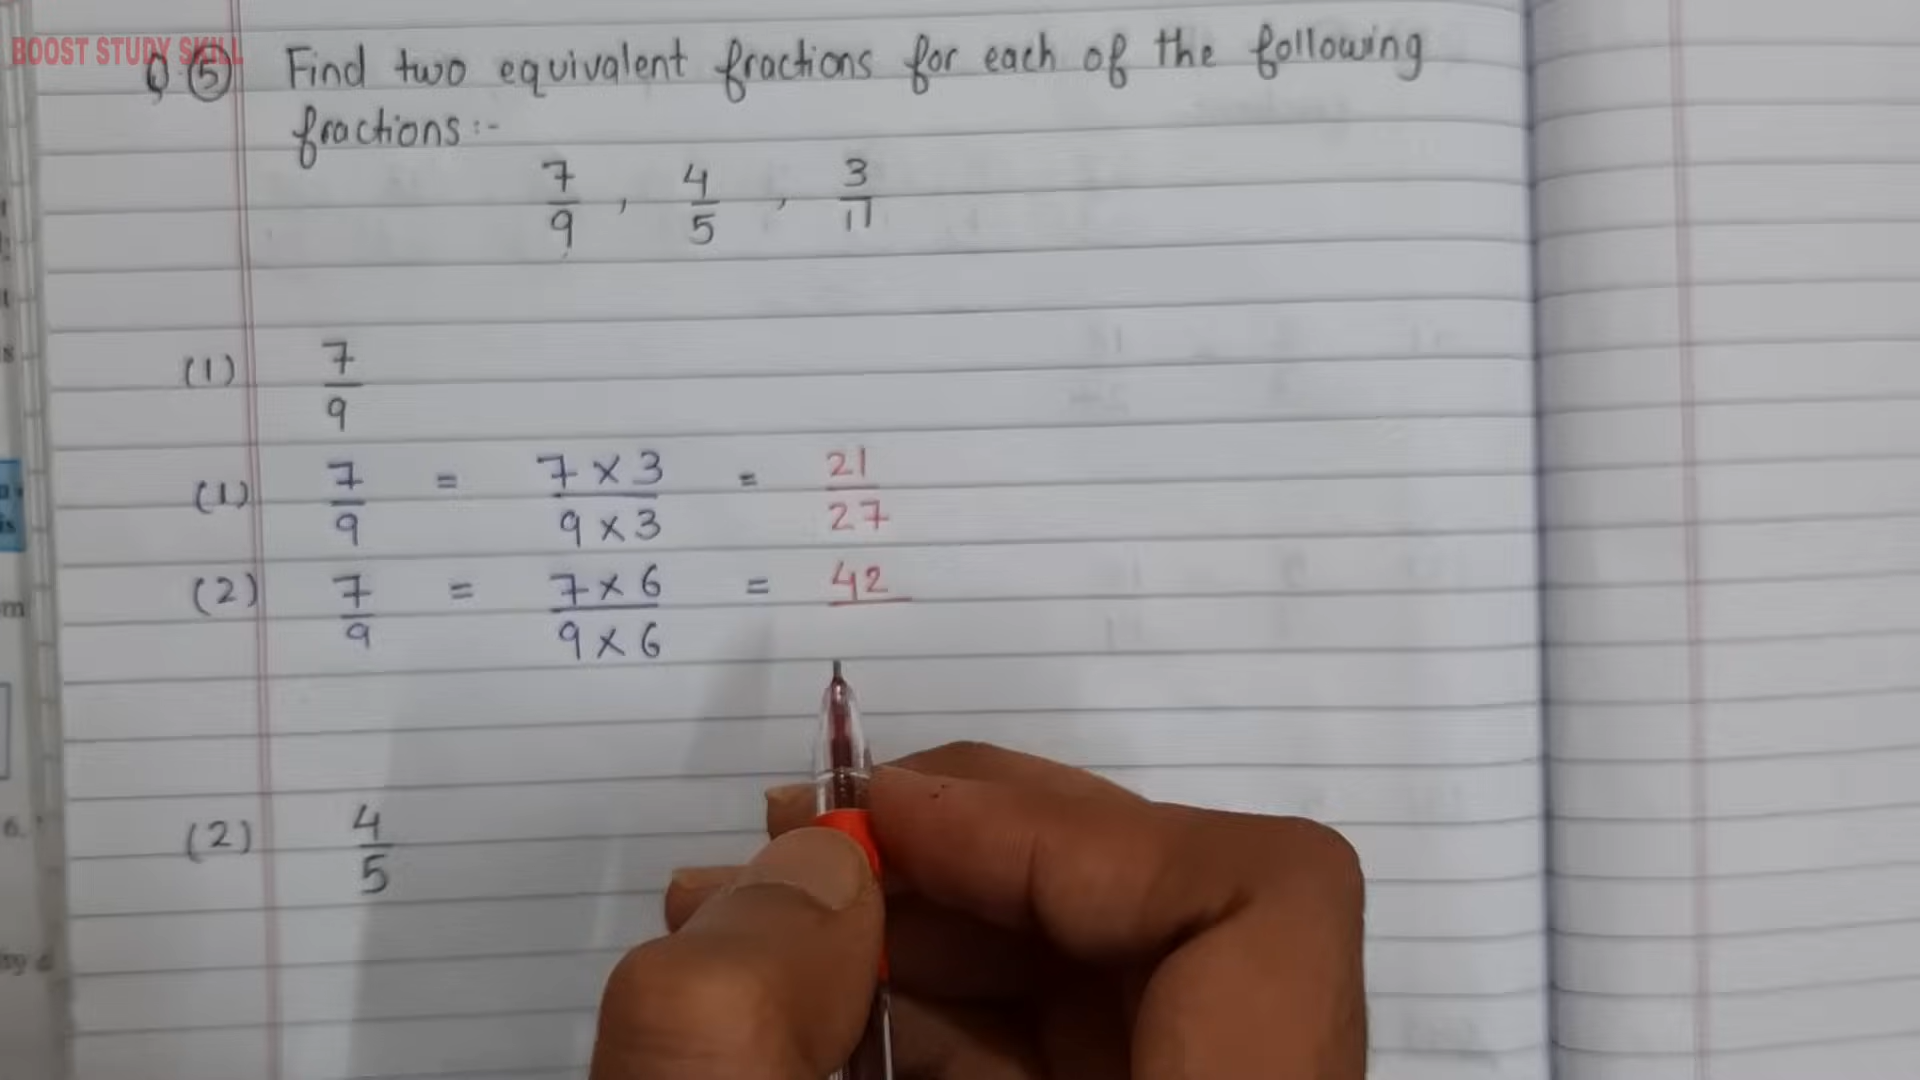 BOOST STUDY SKILL
Q.5 Find two equivalent fractions for each of the following
fractions:-
7/9 , 4/5 , 3/11
(1) 7/9
(1) 7/9 = 7 × 3 / 9 × 3 = 21/27
(2) 7/9 = 7 × 6 / 9 × 6 = 42
(2) 4/5